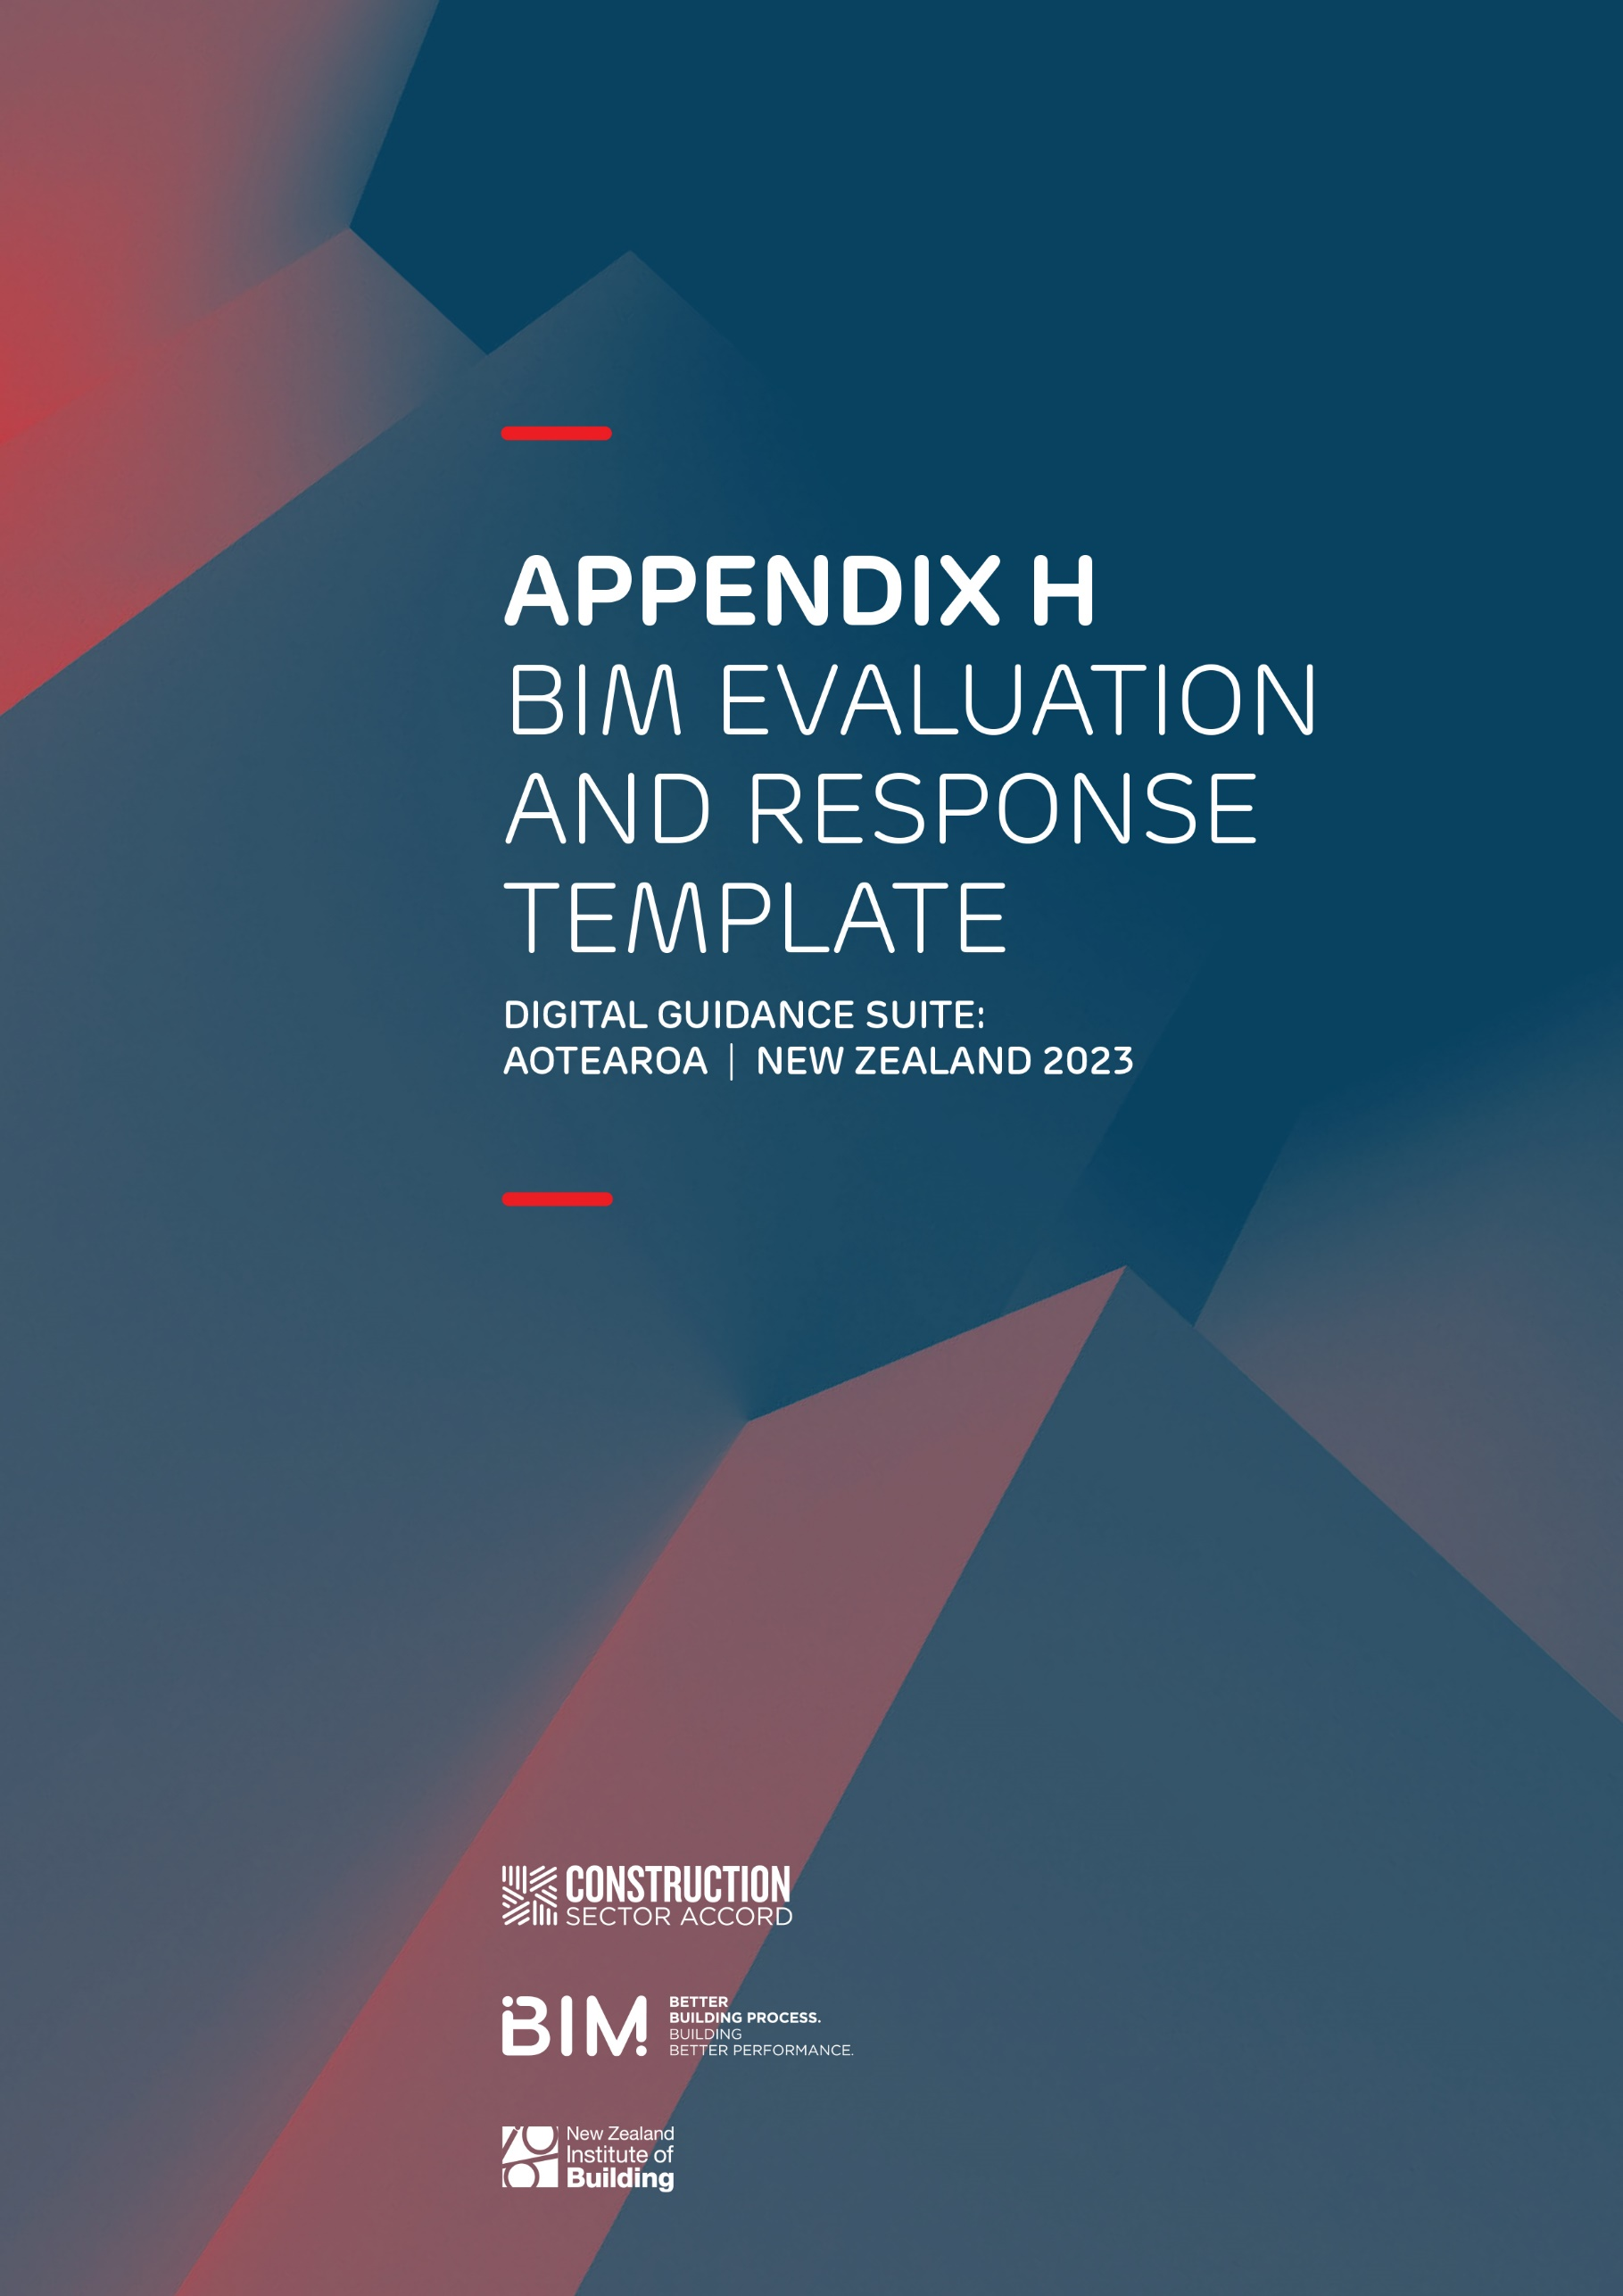 APPENDIX H
BIM EVALUATION
AND RESPONSE
TEMPLATE
DIGITAL GUIDANCE SUITE:
AOTEAROA | NEW ZEALAND 2023
CONSTRUCTION
SECTOR ACCORD
BIM
BETTER
BUILDING PROCESS.
BUILDING
BETTER PERFORMANCE.
New Zealand
Institute of
Building